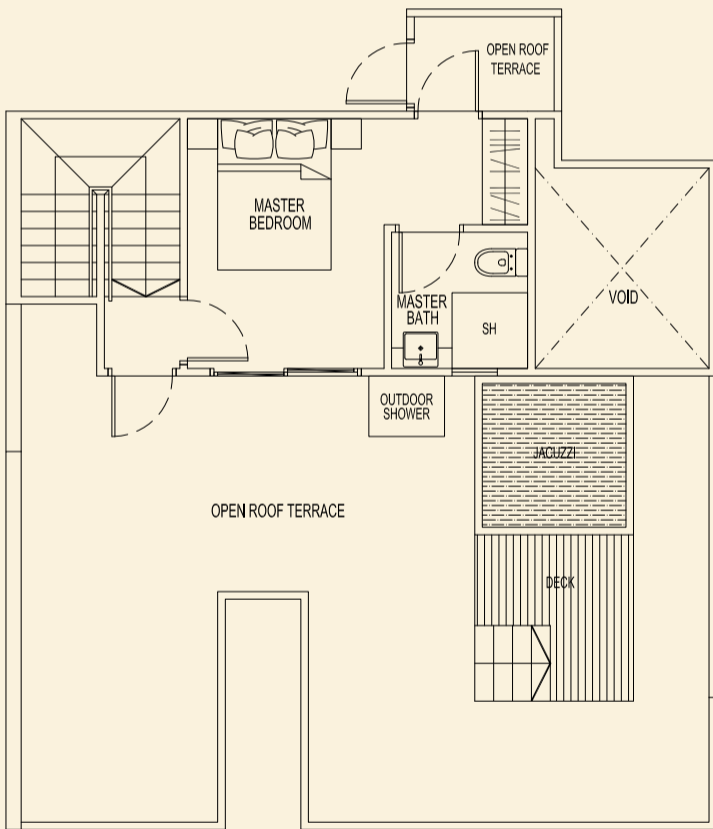 OPEN ROOF
TERRACE
MASTER
BEDROOM
MASTER
BATH
SH
VOID
OUTDOOR
SHOWER
JACUZZI
OPEN ROOF TERRACE
DECK